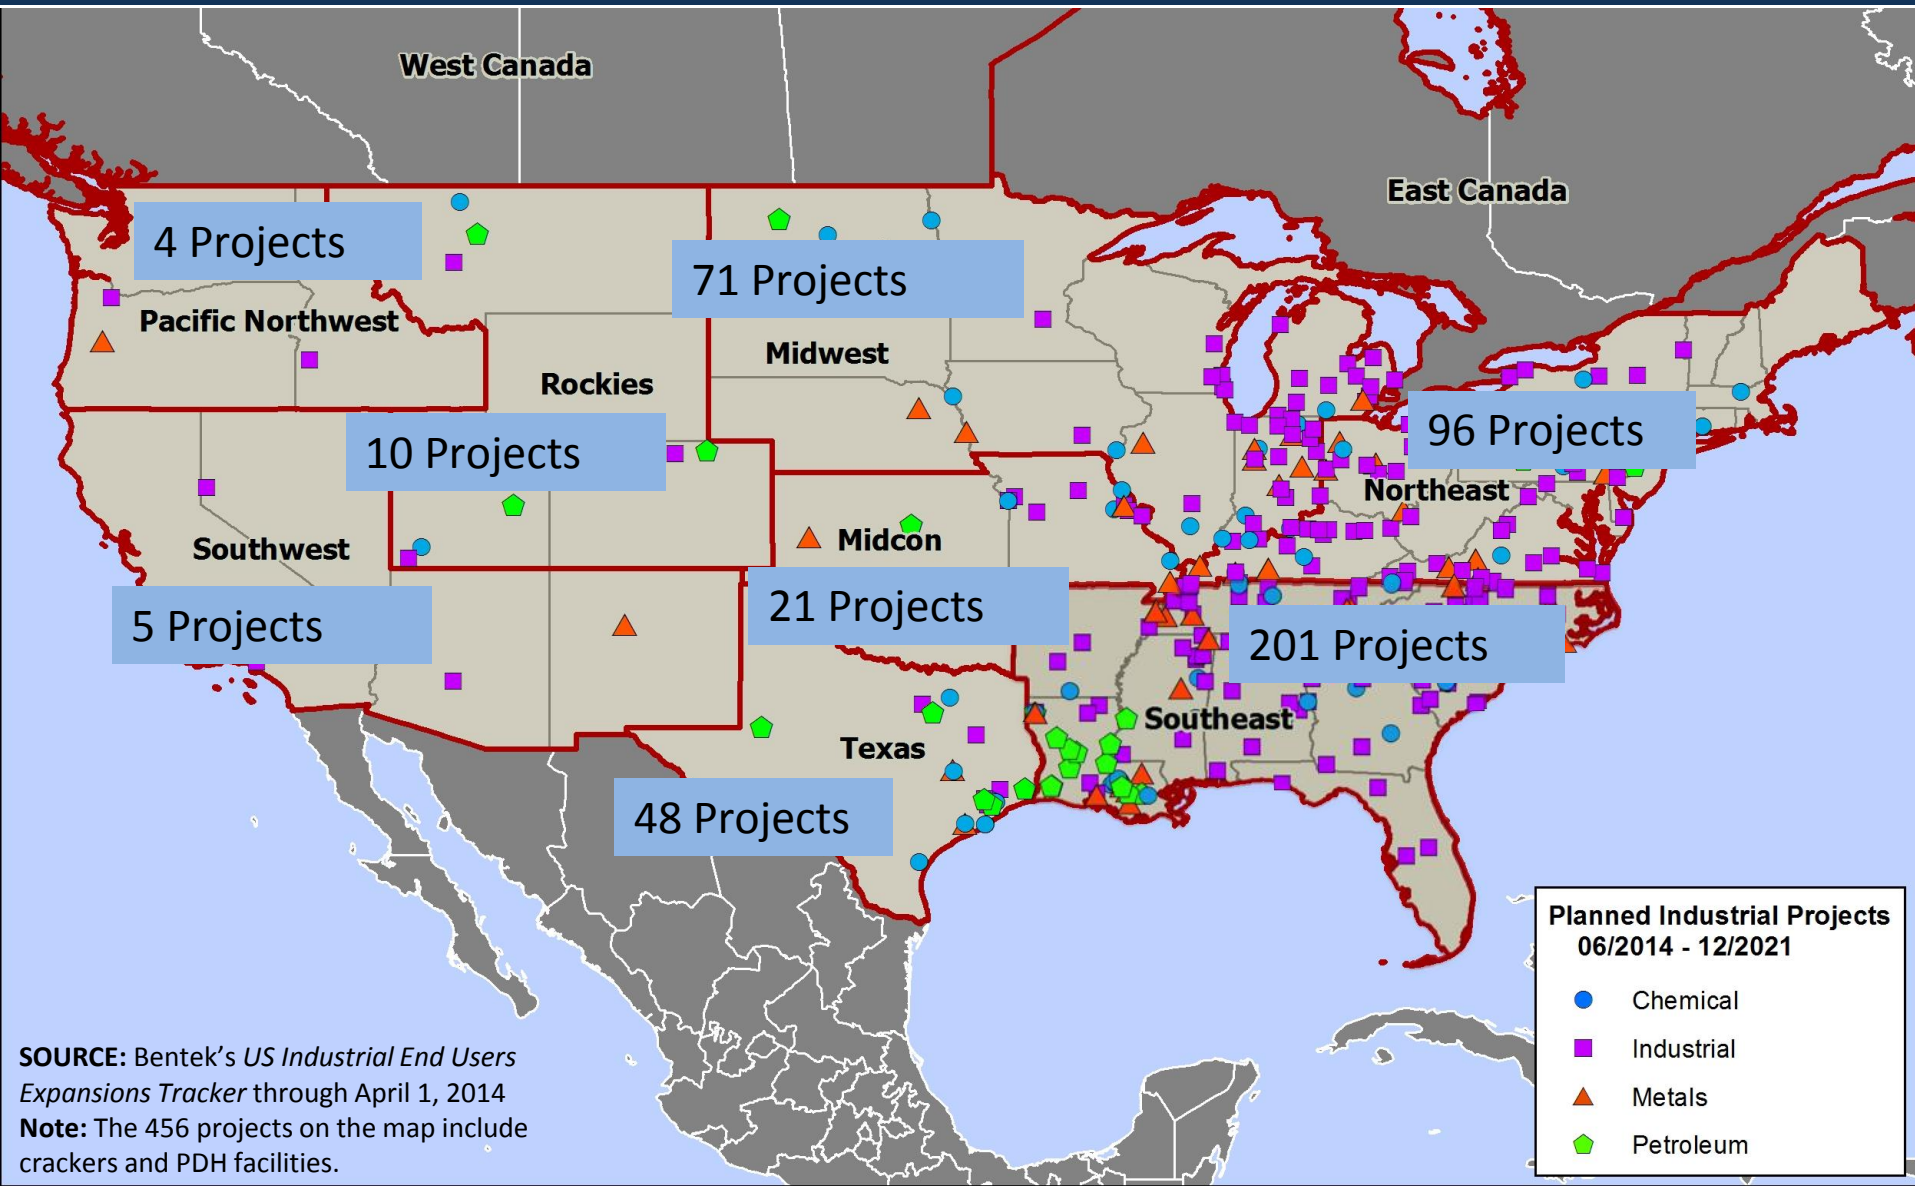 West Canada
East Canada
4 Projects
71 Projects
Pacific Northwest
Midwest
Rockies
96 Projects
10 Projects
Northeast
Southwest
Midcon
5 Projects
21 Projects
201 Projects
Southeast
Texas
48 Projects
Planned Industrial Projects
06/2014 - 12/2021
Chemical
Industrial
Metals
Petroleum
SOURCE: Bentek’s US Industrial End Users
Expansions Tracker through April 1, 2014
Note: The 456 projects on the map include
crackers and PDH facilities.